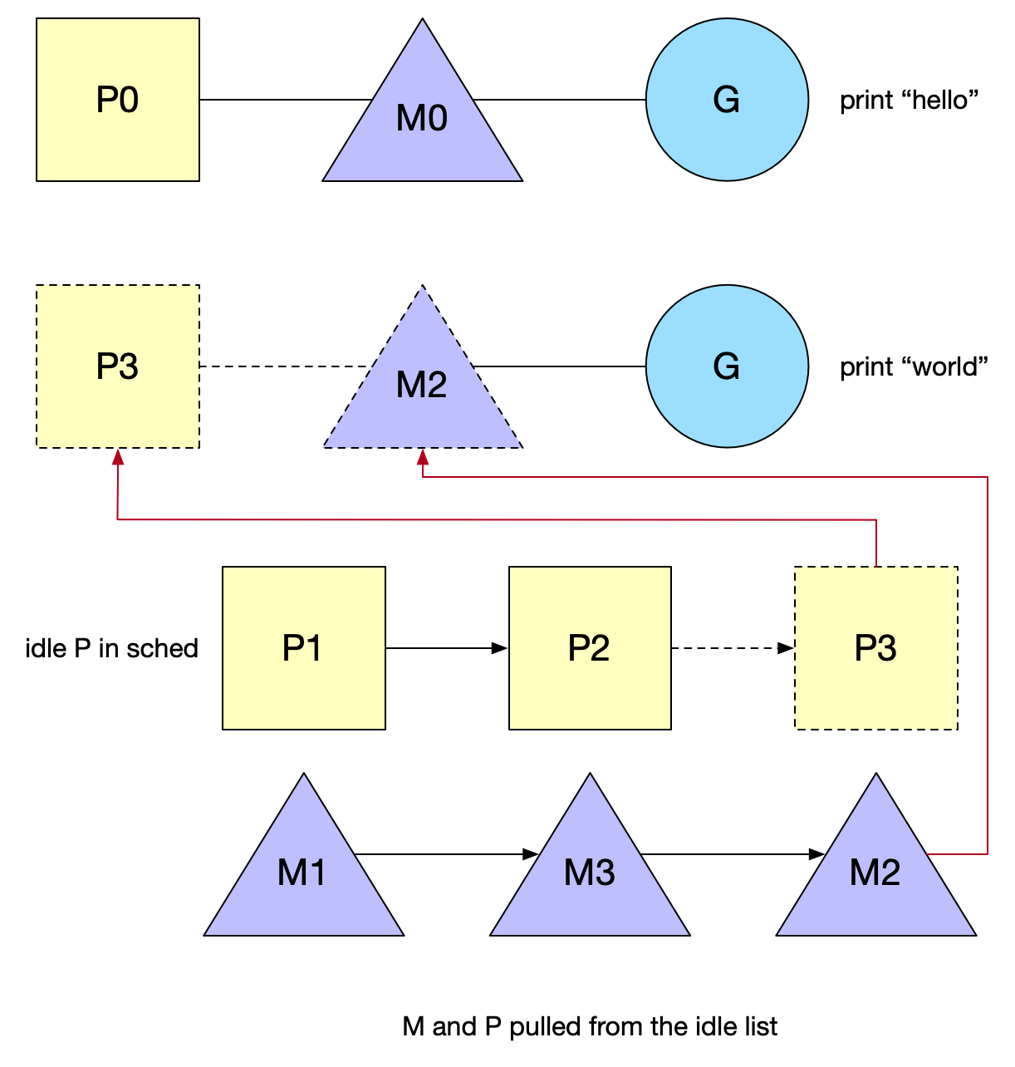 P0
M0
G
print “hello”
P3
M2
G
print “world”
idle P in sched
P1
P2
P3
M1
M3
M2
M and P pulled from the idle list